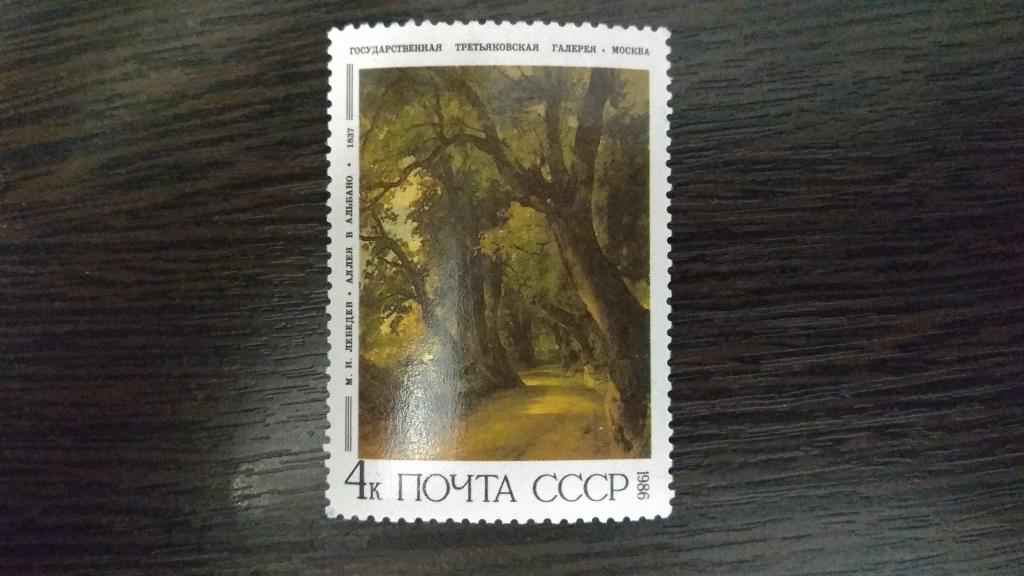 ГОСУДАРСТВЕННАЯ ТРЕТЬЯКОВСКАЯ ГАЛЕРЕЯ • МОСКВА
М. И. ЛЕБЕДЕВ • АЛЛЕЯ В АЛЬБАНО • 1837
4к ПОЧТА СССР 1986